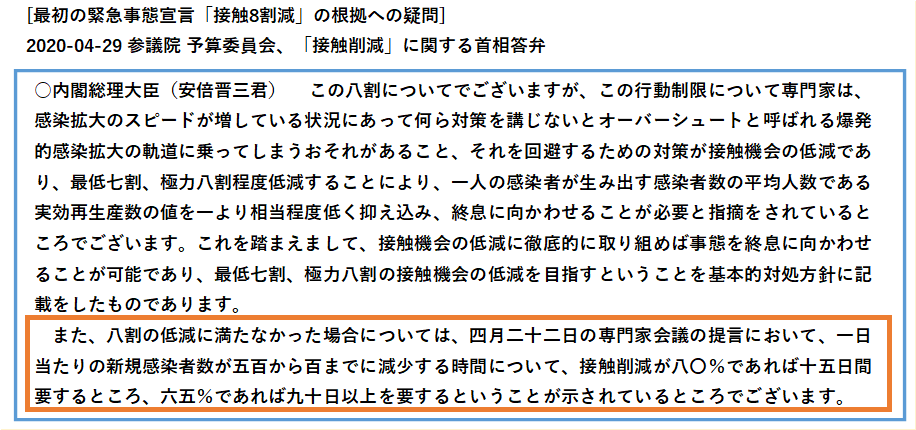 [最初の緊急事態宣言「接触8割減」の根拠への疑問]
2020-04-29 参議院 予算委員会、「接触削減」に関する首相答弁
○内閣総理大臣（安倍晋三君）　この八割についてでございますが、この行動制限について専門家は、
感染拡大のスピードが増している状況にあって何ら対策を講じないとオーバーシュートと呼ばれる爆発
的感染拡大の軌道に乗ってしまうおそれがあること、それを回避するための対策が接触機会の低減であ
り、最低七割、極力八割程度低減することにより、一人の感染者が生み出す感染者数の平均人数である
実効再生産数の値を一より相当程度低く抑え込み、終息に向かわせることが必要と指摘をされていると
ころでございます。これを踏まえまして、接触機会の低減に徹底的に取り組めば事態を終息に向かわせ
ることが可能であり、最低七割、極力八割の接触機会の低減を目指すということを基本的対処方針に記
載をしたものであります。
　また、八割の低減に満たなかった場合については、四月二十二日の専門家会議の提言において、一日
当たりの新規感染者数が五百から百までに減少する時間について、接触削減が八〇％であれば十五日間
要するところ、六五％であれば九十日以上を要するということが示されているところでございます。